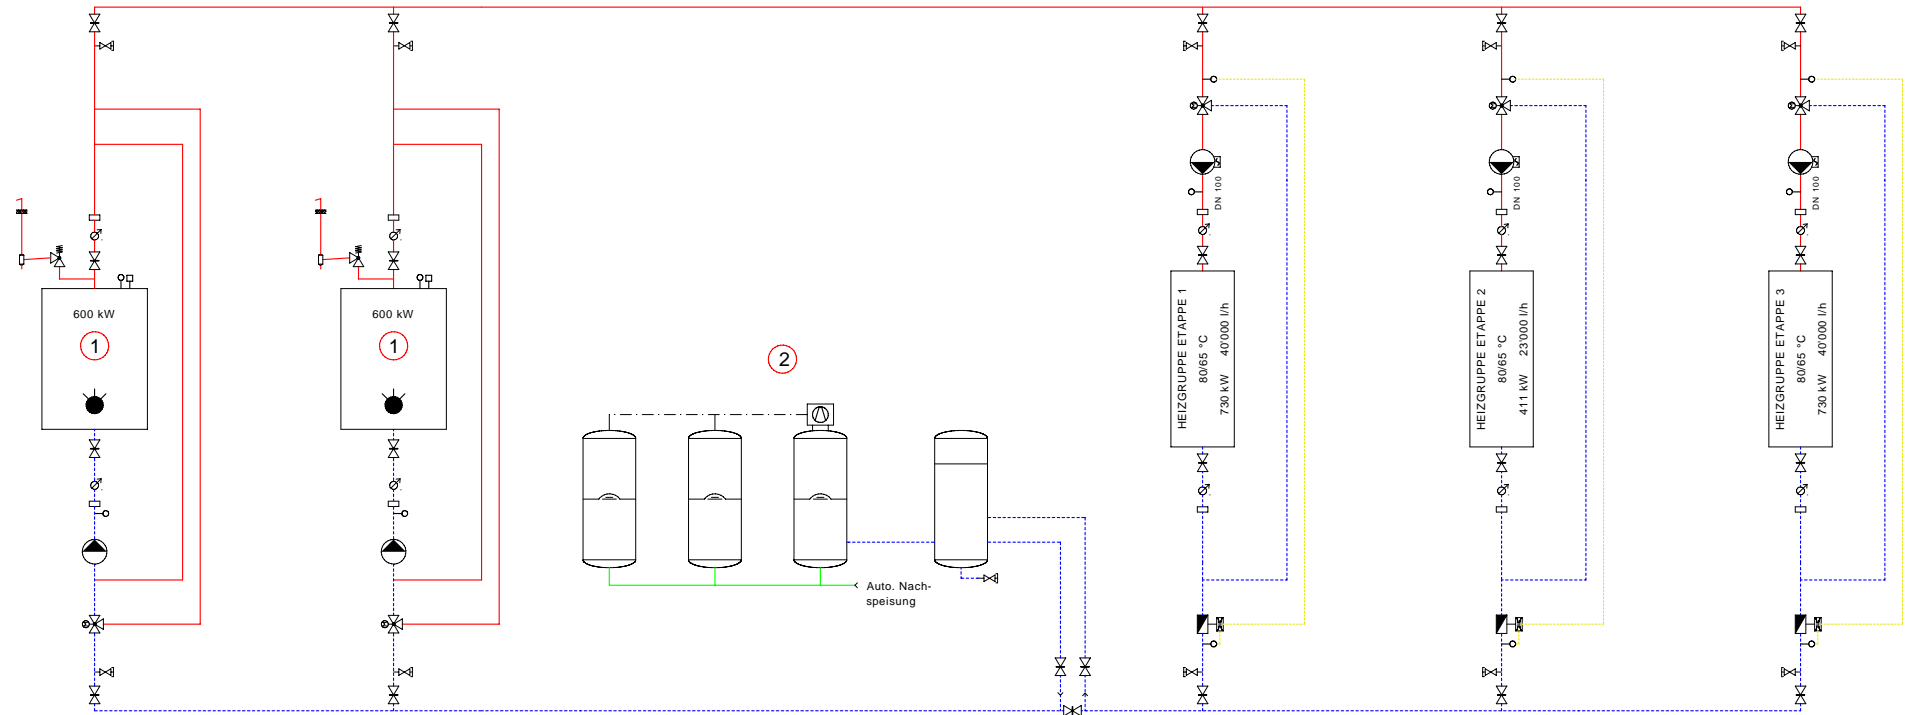 600 kW
1
600 kW
1
2
Auto. Nach-
speisung
DN 100
HEIZGRUPPE ETAPPE 1
80/65 °C
730 kW 40'000 l/h
DN 100
HEIZGRUPPE ETAPPE 2
80/65 °C
411 kW 23'000 l/h
DN 100
HEIZGRUPPE ETAPPE 3
80/65 °C
730 kW 40'000 l/h